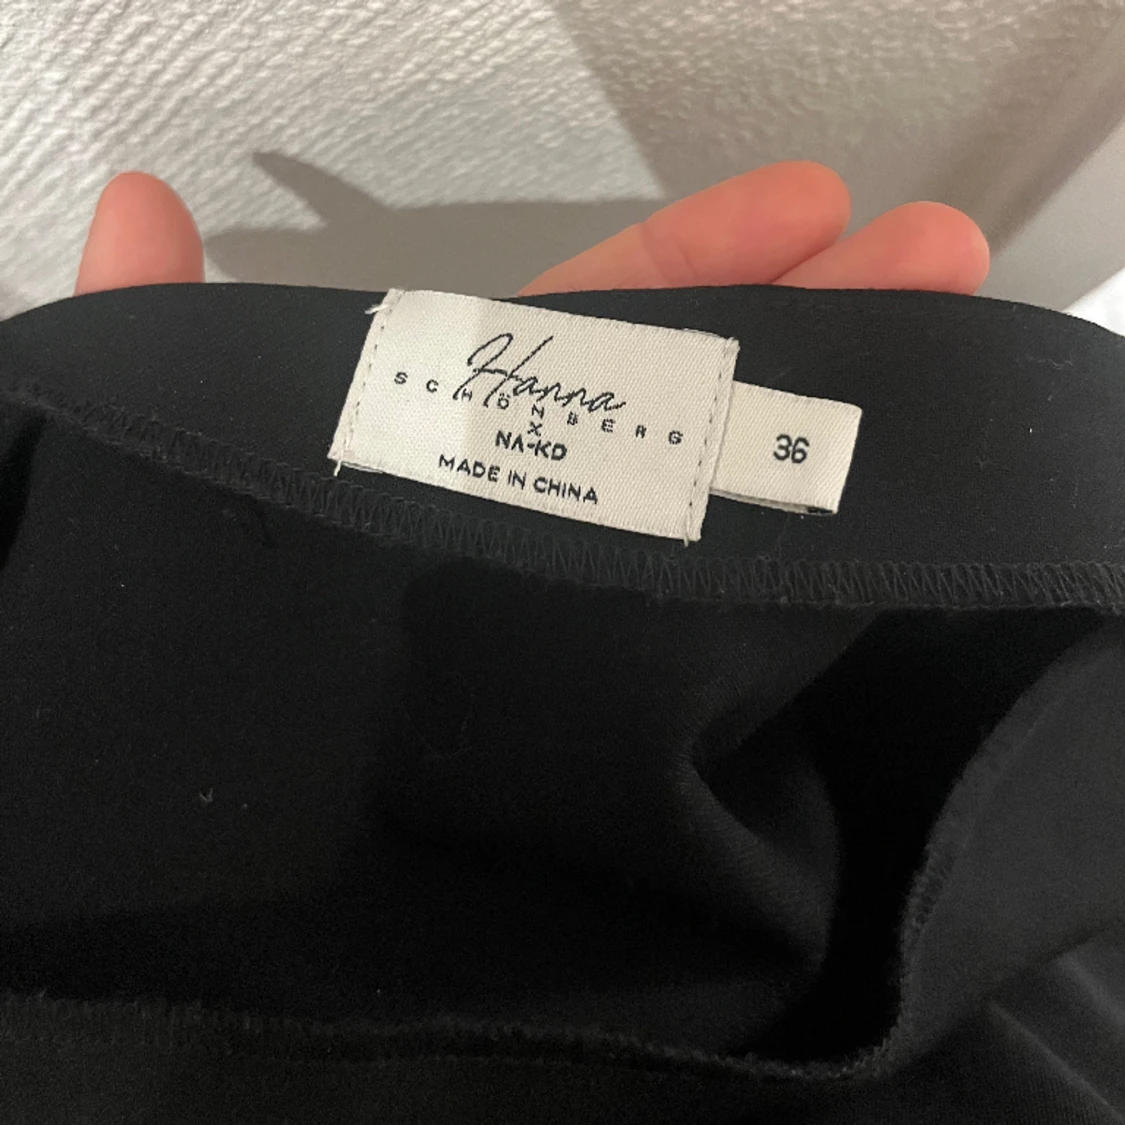 Hanna
SCHÖNBERG
X
NA-KD
MADE IN CHINA
36